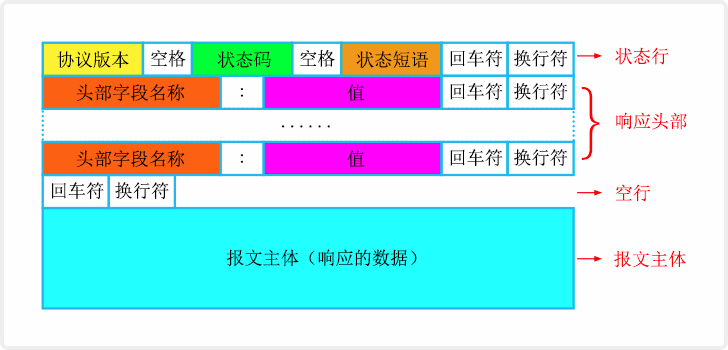 协议版本 空格 状态码 空格 状态短语 回车符 换行符 状态行
头部字段名称 : 值 回车符 换行符
...... 响应头部
头部字段名称 : 值 回车符 换行符
回车符 换行符 空行
报文主体（响应的数据） 报文主体